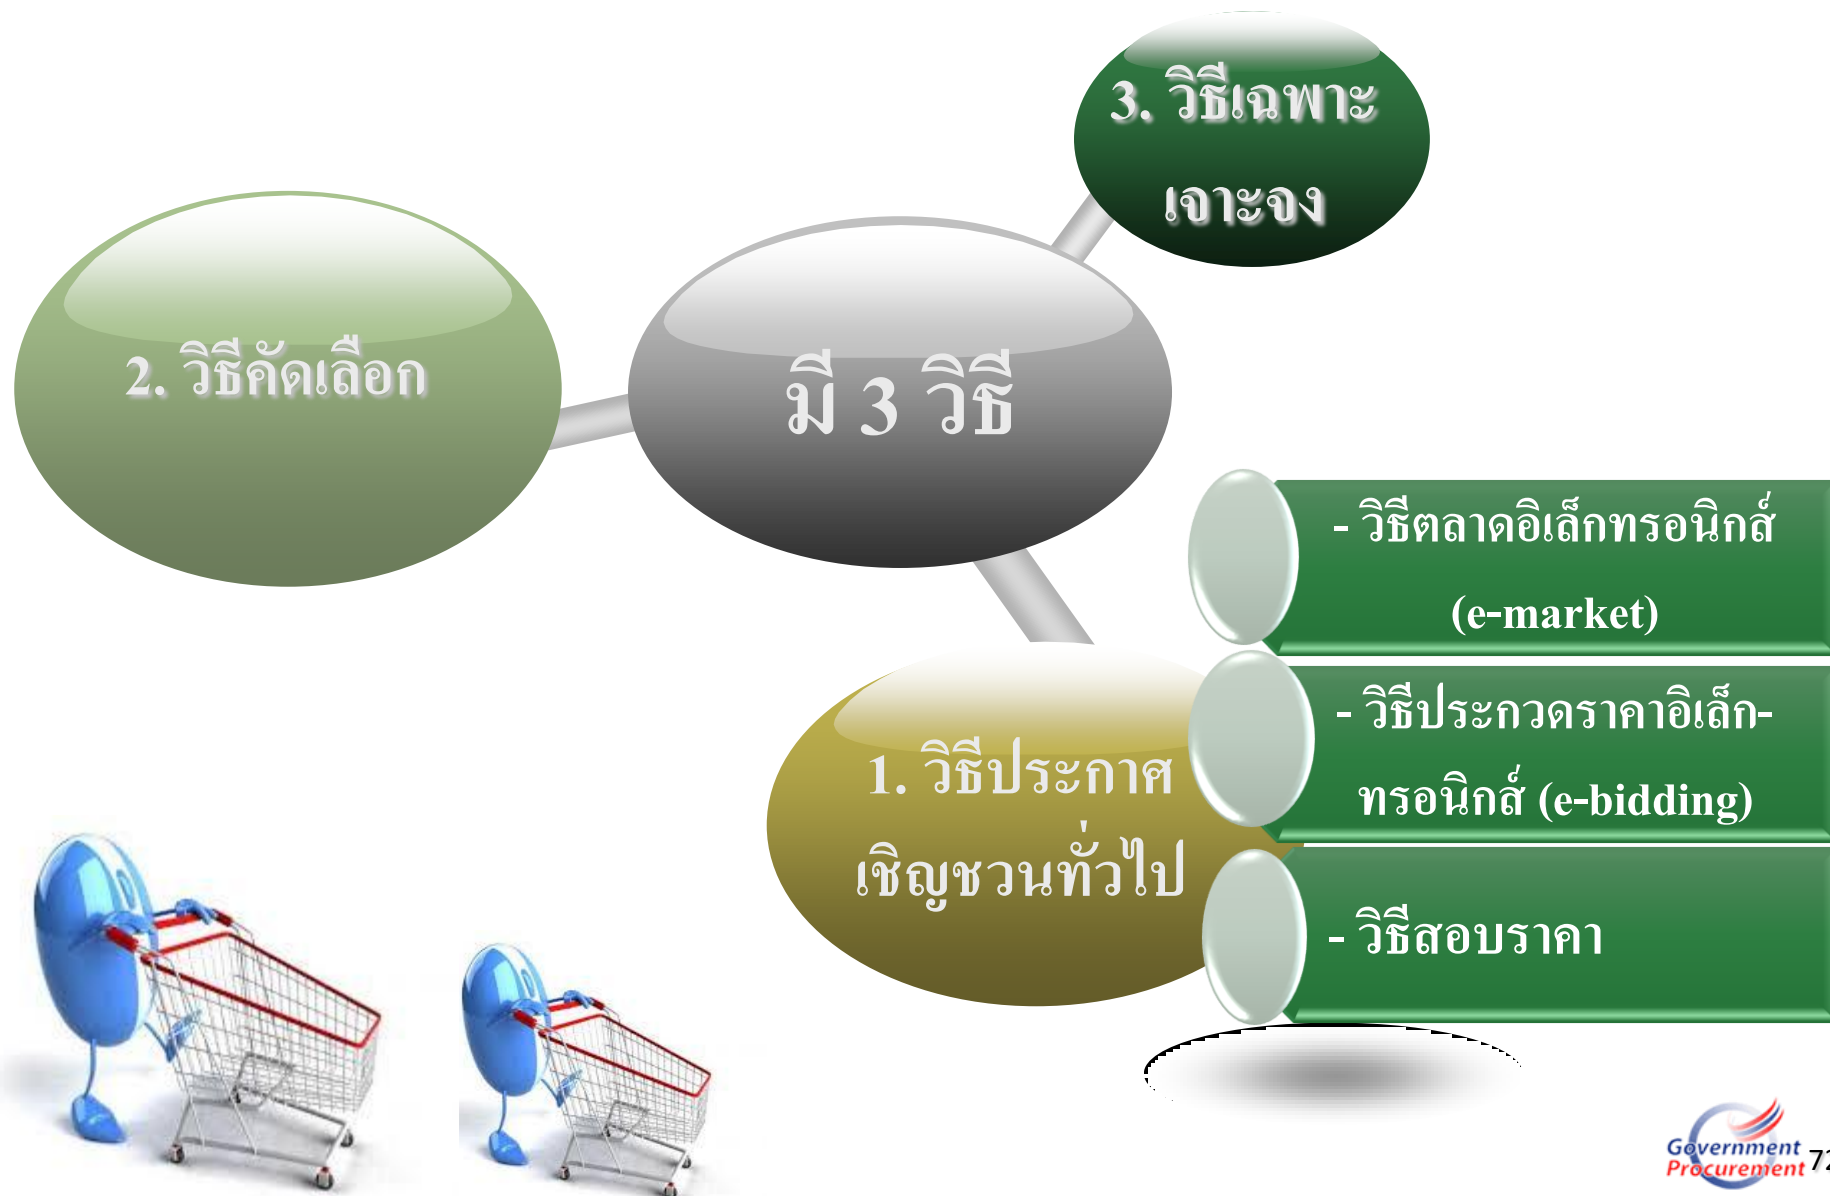 3. วิธีเฉพาะ
เจาะจง
2. วิธีคัดเลือก
มี 3 วิธี
- วิธีตลาดอิเล็กทรอนิกส์
(e-market)
- วิธีประกวดราคาอิเล็ก-
ทรอนิกส์ (e-bidding)
1. วิธีประกาศ
เชิญชวนทั่วไป
- วิธีสอบราคา
Government
Procurement
72